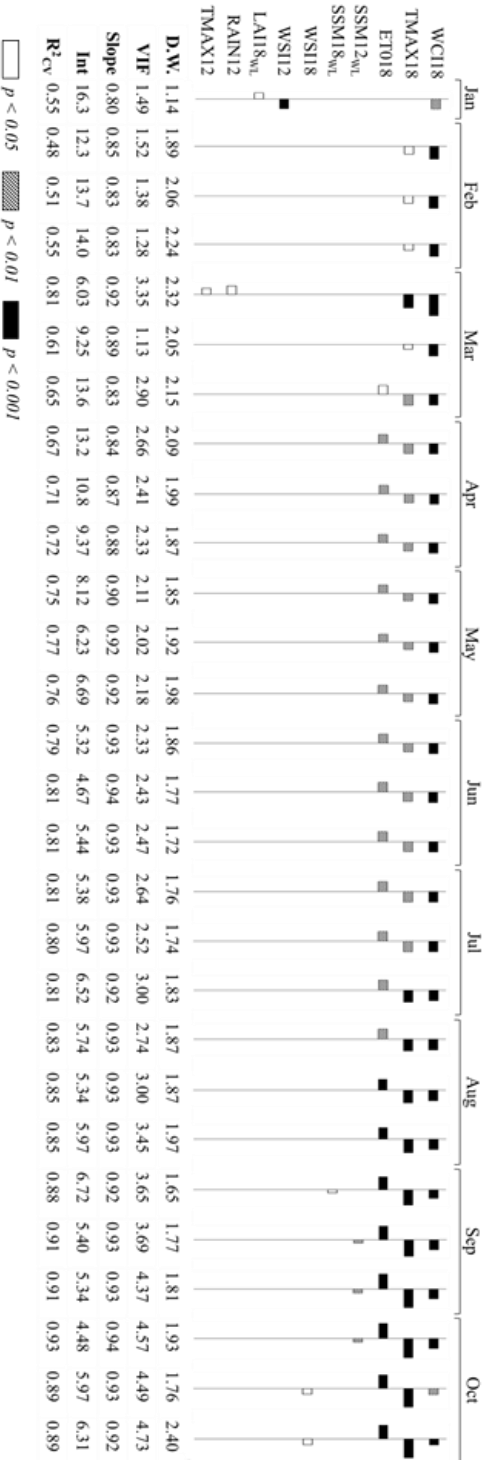 Jan Feb Mar Apr May Jun Jul Aug Sep Oct
WCI18
TMAX18
ET018
SSM12WL
SSM18WL
WSI18
WSI12
LAI18WL
RAIN12
TMAX12
D.W. 1.14 1.89 2.06 2.24 2.32 2.05 2.15 2.09 1.99 1.87 1.85 1.92 1.98 1.86 1.77 1.72 1.76 1.74 1.83 1.87 1.87 1.97 1.65 1.77 1.81 1.93 1.76 2.40
VIF 1.49 1.52 1.38 1.28 3.35 1.13 2.90 2.66 2.41 2.33 2.11 2.02 2.18 2.33 2.43 2.47 2.64 2.52 3.00 2.74 3.00 3.45 3.65 3.69 4.37 4.57 4.49 4.73
Slope 0.80 0.85 0.83 0.83 0.92 0.89 0.83 0.84 0.87 0.88 0.90 0.92 0.92 0.93 0.94 0.93 0.93 0.93 0.92 0.93 0.93 0.93 0.92 0.93 0.93 0.94 0.93 0.92
Int 16.3 12.3 13.7 14.0 6.03 9.25 13.6 13.2 10.8 9.37 8.12 6.23 6.69 5.32 4.67 5.44 5.38 5.97 6.52 5.74 5.34 5.97 6.72 5.40 5.34 4.48 5.97 6.31
R²CV 0.55 0.48 0.51 0.55 0.81 0.61 0.65 0.67 0.71 0.72 0.75 0.77 0.76 0.79 0.81 0.81 0.81 0.80 0.81 0.83 0.85 0.85 0.88 0.91 0.91 0.93 0.89 0.89
p < 0.05 p < 0.01 p < 0.001